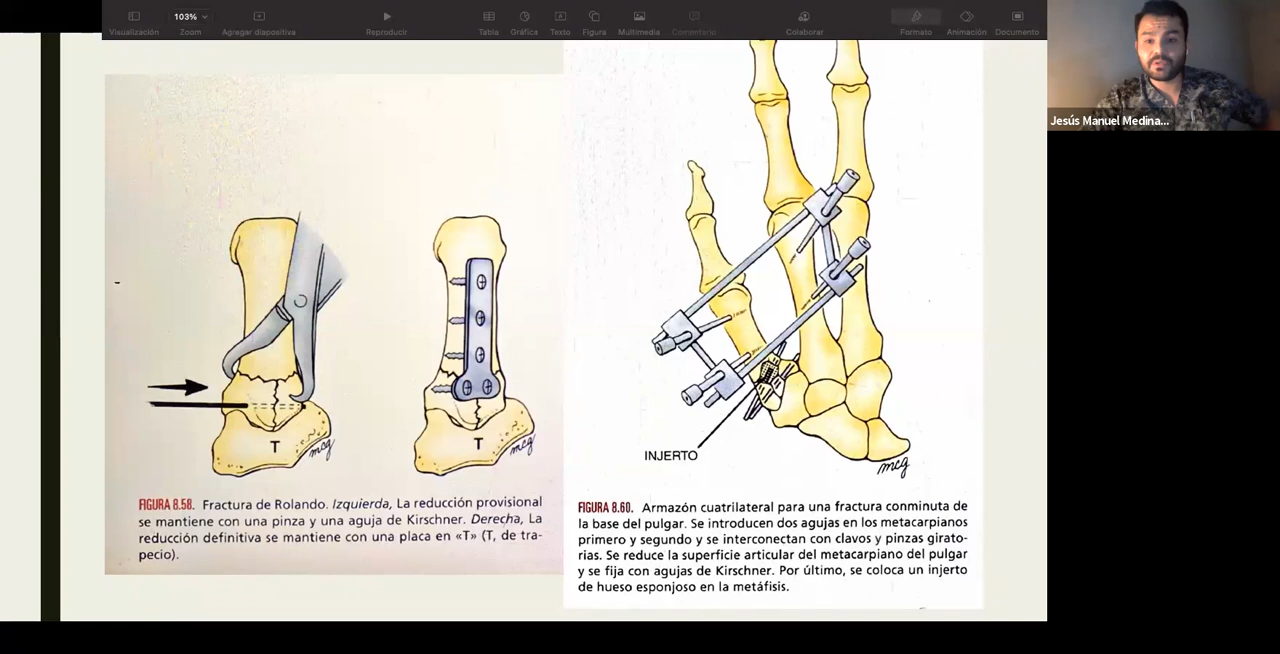 103%
Visualización
Zoom
Agregar diapositiva
Reproducir
Tabla
Gráfica
Texto
Figura
Multimedia
Comentario
Colaborar
Formato
Animación
Documento
Jesús Manuel Medina...
T
mcg
T
mcg
FIGURA 8.58. Fractura de Rolando. Izquierda, La reducción provisional
se mantiene con una pinza y una aguja de Kirschner. Derecha, La
reducción definitiva se mantiene con una placa en «T» (T, de tra-
pecio).
INJERTO
mcg
FIGURA 8.60. Armazón cuatrilateral para una fractura conminuta de
la base del pulgar. Se introducen dos agujas en los metacarpianos
primero y segundo y se interconectan con clavos y pinzas girato-
rias. Se reduce la superficie articular del metacarpiano del pulgar
y se fija con agujas de Kirschner. Por último, se coloca un injerto
de hueso esponjoso en la metáfisis.